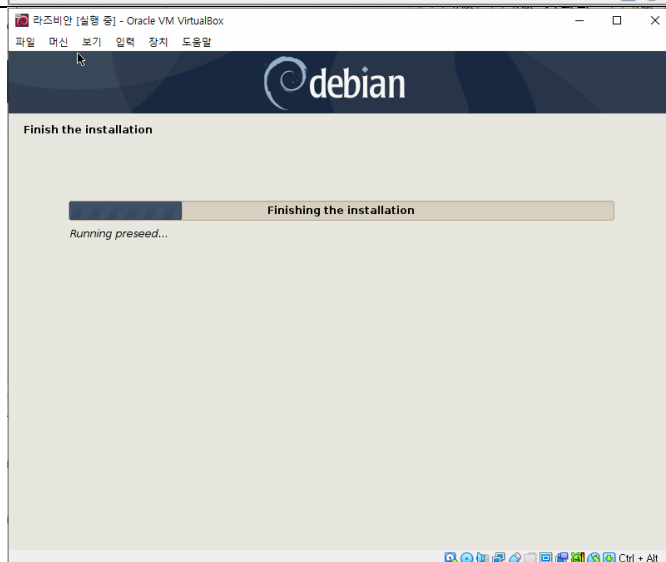 라즈비안 [실행 중] - Oracle VM VirtualBox
파일 머신 보기 입력 장치 도움말
debian
Finish the installation
Finishing the installation
Running preseed...
Ctrl + Alt